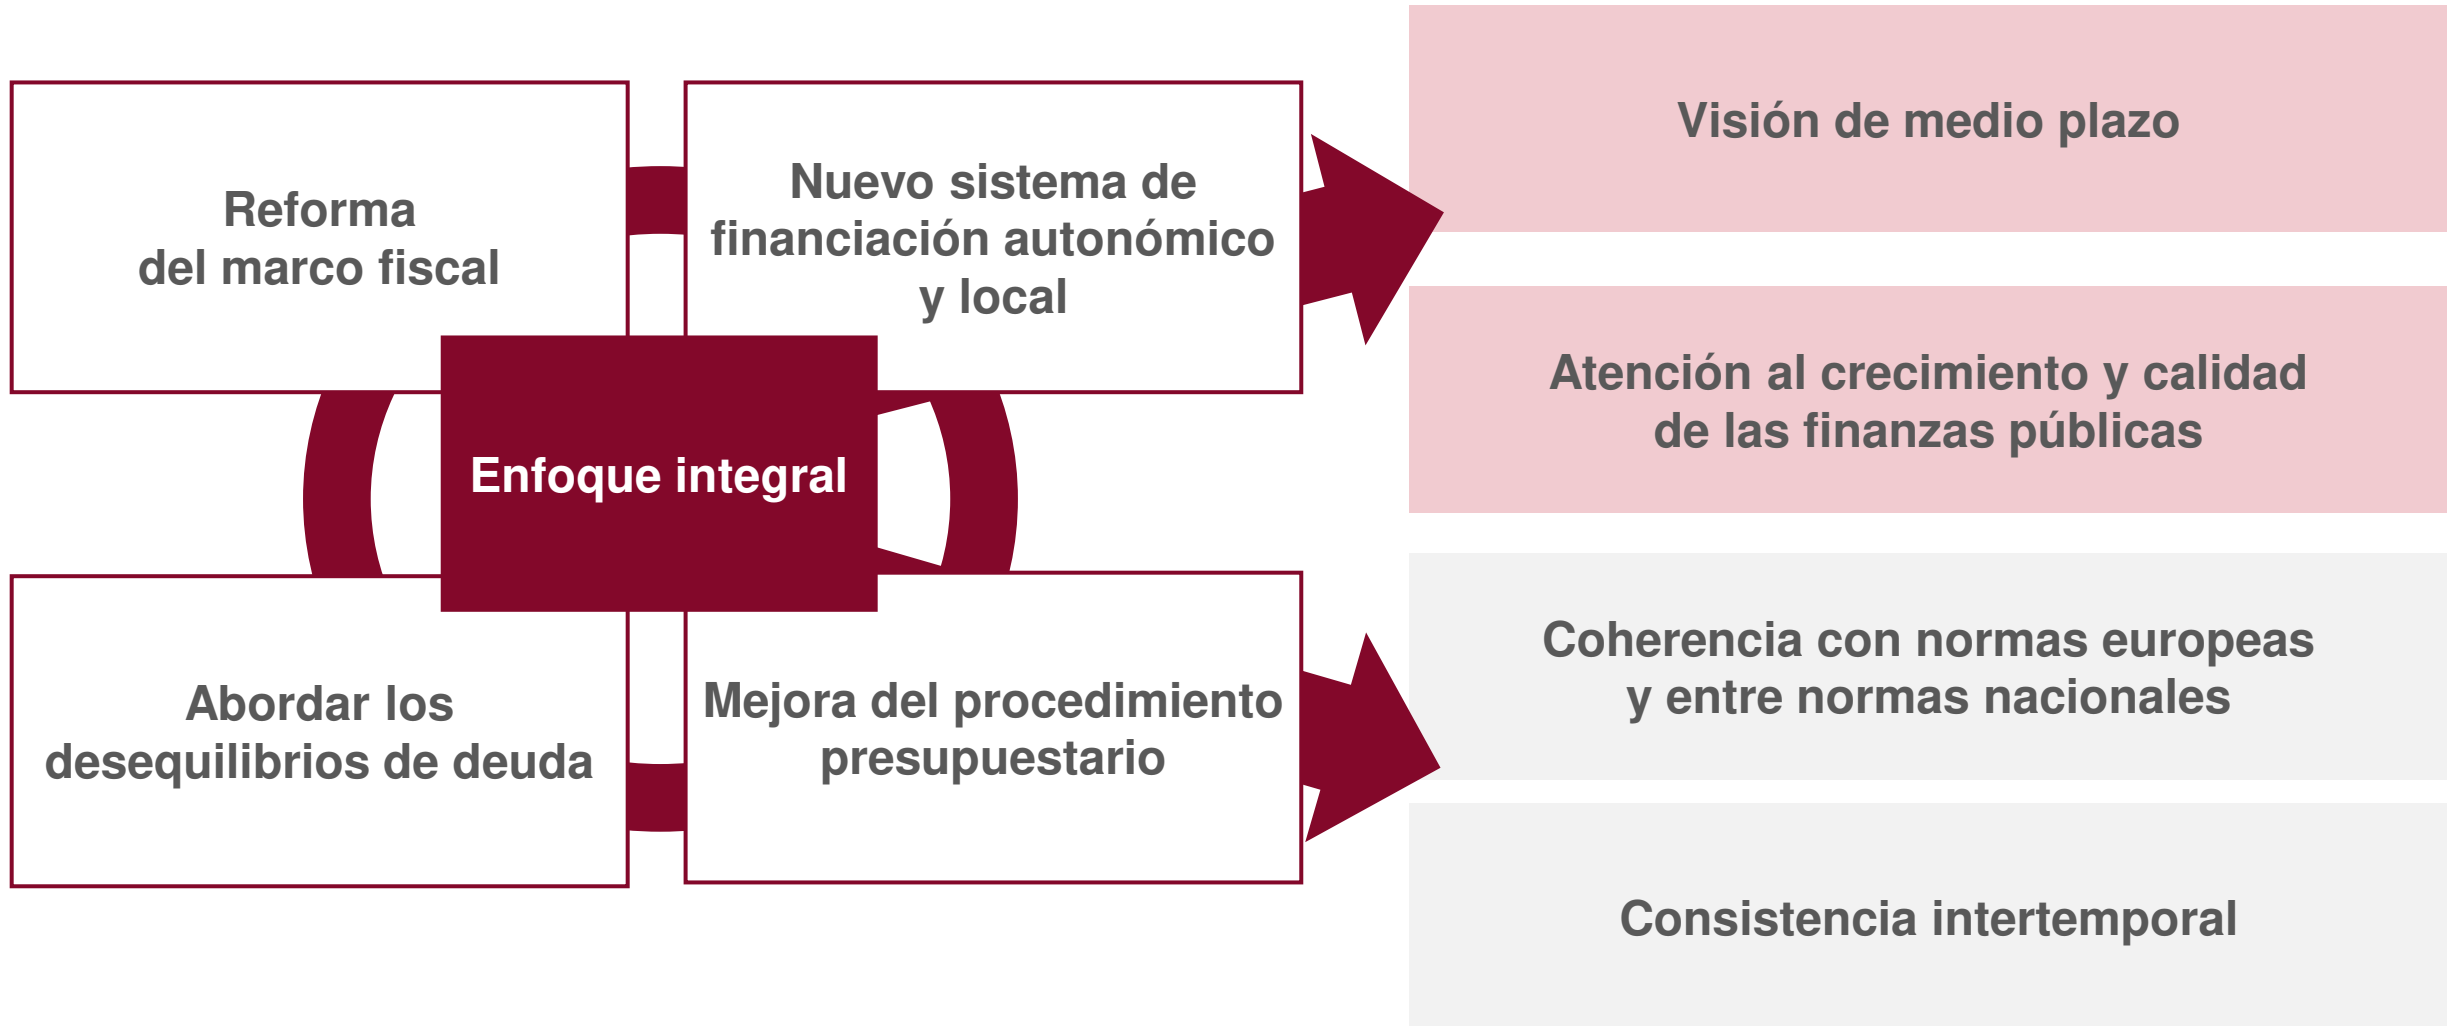 Reforma
del marco fiscal
Nuevo sistema de
financiación autonómico
y local
Enfoque integral
Abordar los
desequilibrios de deuda
Mejora del procedimiento
presupuestario
Visión de medio plazo
Atención al crecimiento y calidad
de las finanzas públicas
Coherencia con normas europeas
y entre normas nacionales
Consistencia intertemporal